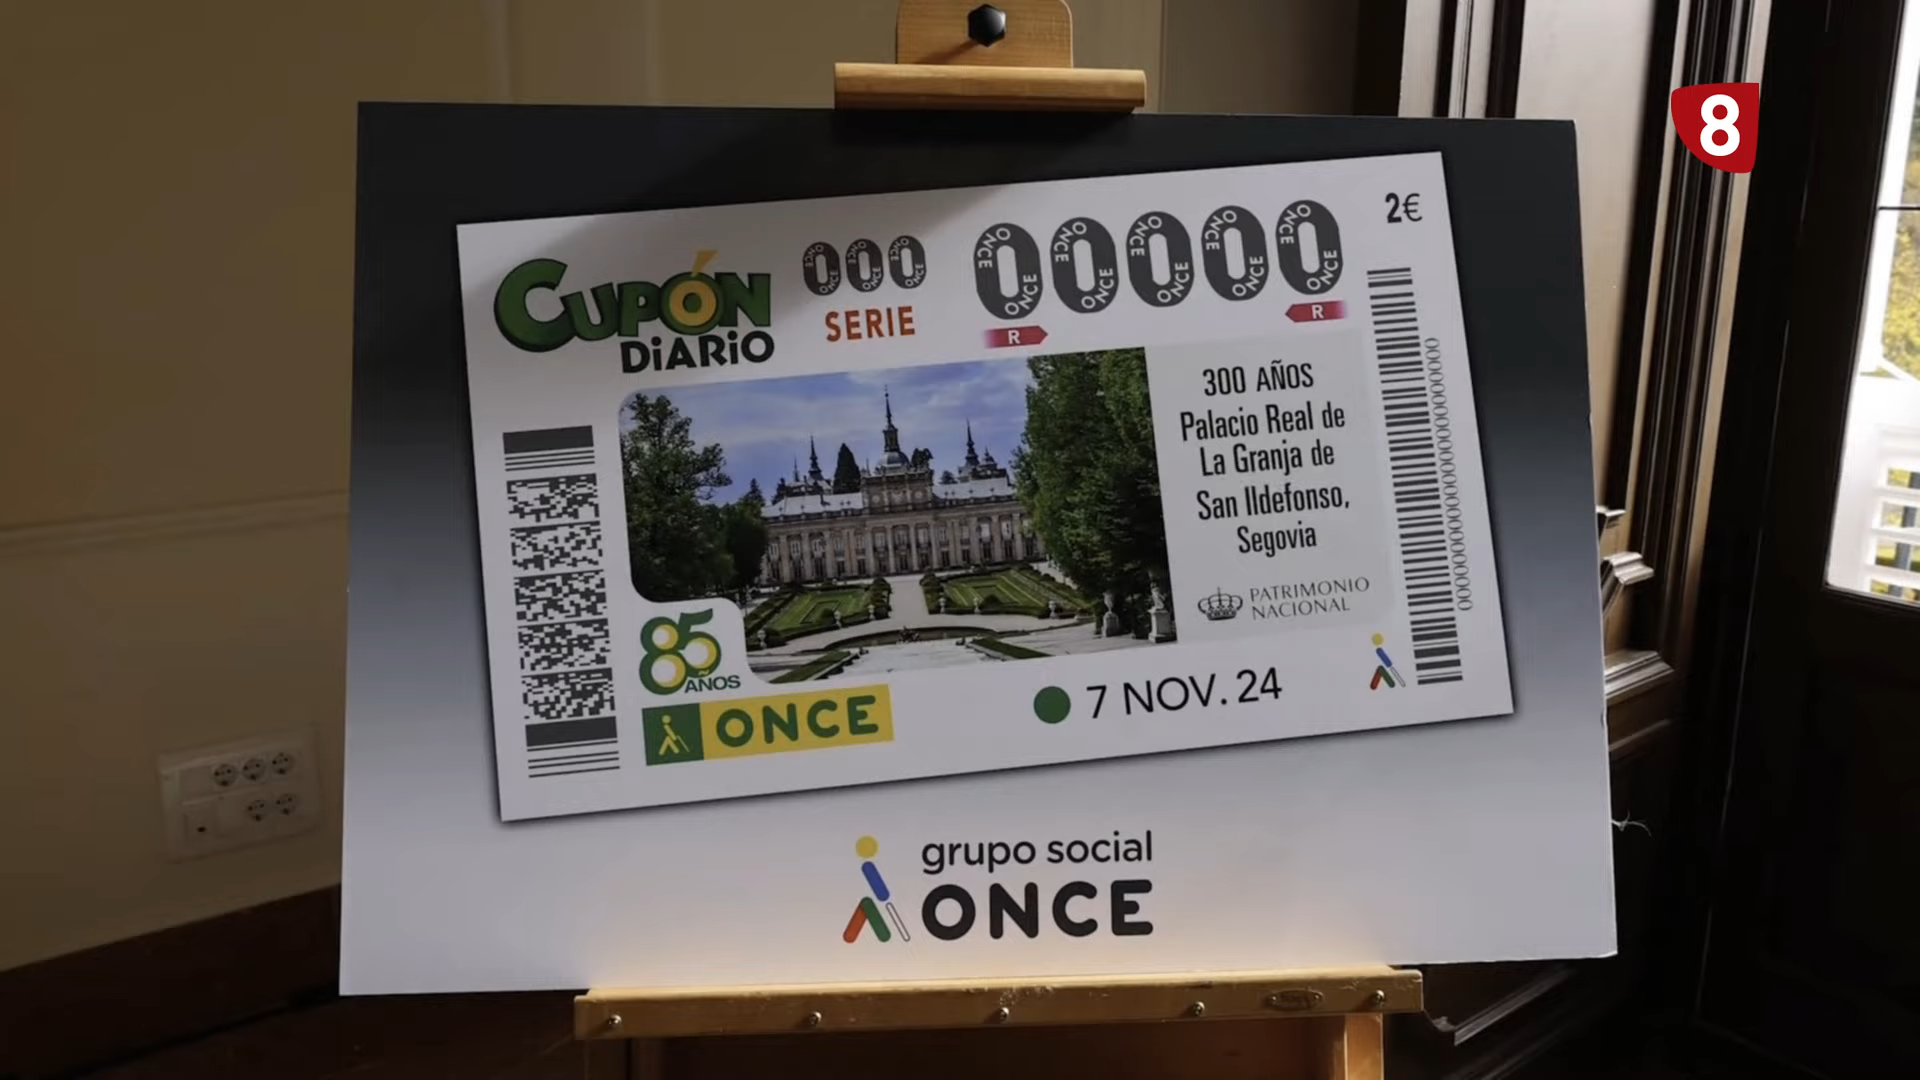 8
CUPÓN
DiARiO
000
SERIE
00000
R
R
2€
300 AÑOS
Palacio Real de
La Granja de
San Ildefonso,
Segovia
PATRIMONIO
NACIONAL
85
AÑOS
ONCE
7 NOV. 24
grupo social
ONCE